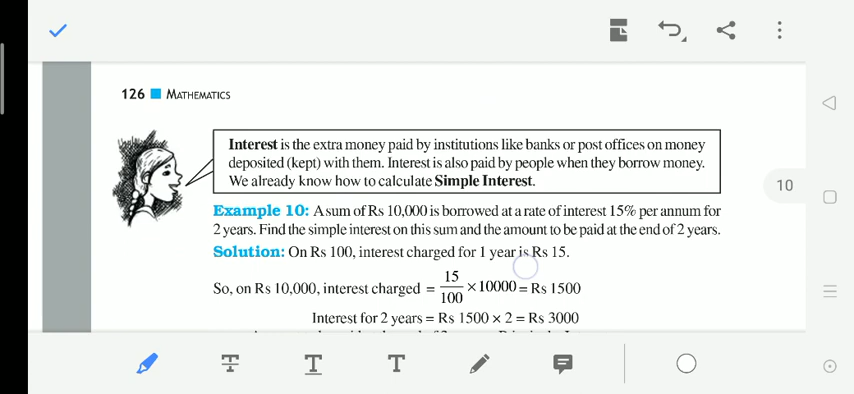 126 MATHEMATICS
Interest is the extra money paid by institutions like banks or post offices on money
deposited (kept) with them. Interest is also paid by people when they borrow money.
We already know how to calculate Simple Interest.
10
Example 10: A sum of Rs 10,000 is borrowed at a rate of interest 15% per annum for
2 years. Find the simple interest on this sum and the amount to be paid at the end of 2 years.
Solution: On Rs 100, interest charged for 1 year is Rs 15.
So, on Rs 10,000, interest charged = 15/100 × 10000 = Rs 1500
Interest for 2 years = Rs 1500 × 2 = Rs 3000
T T T